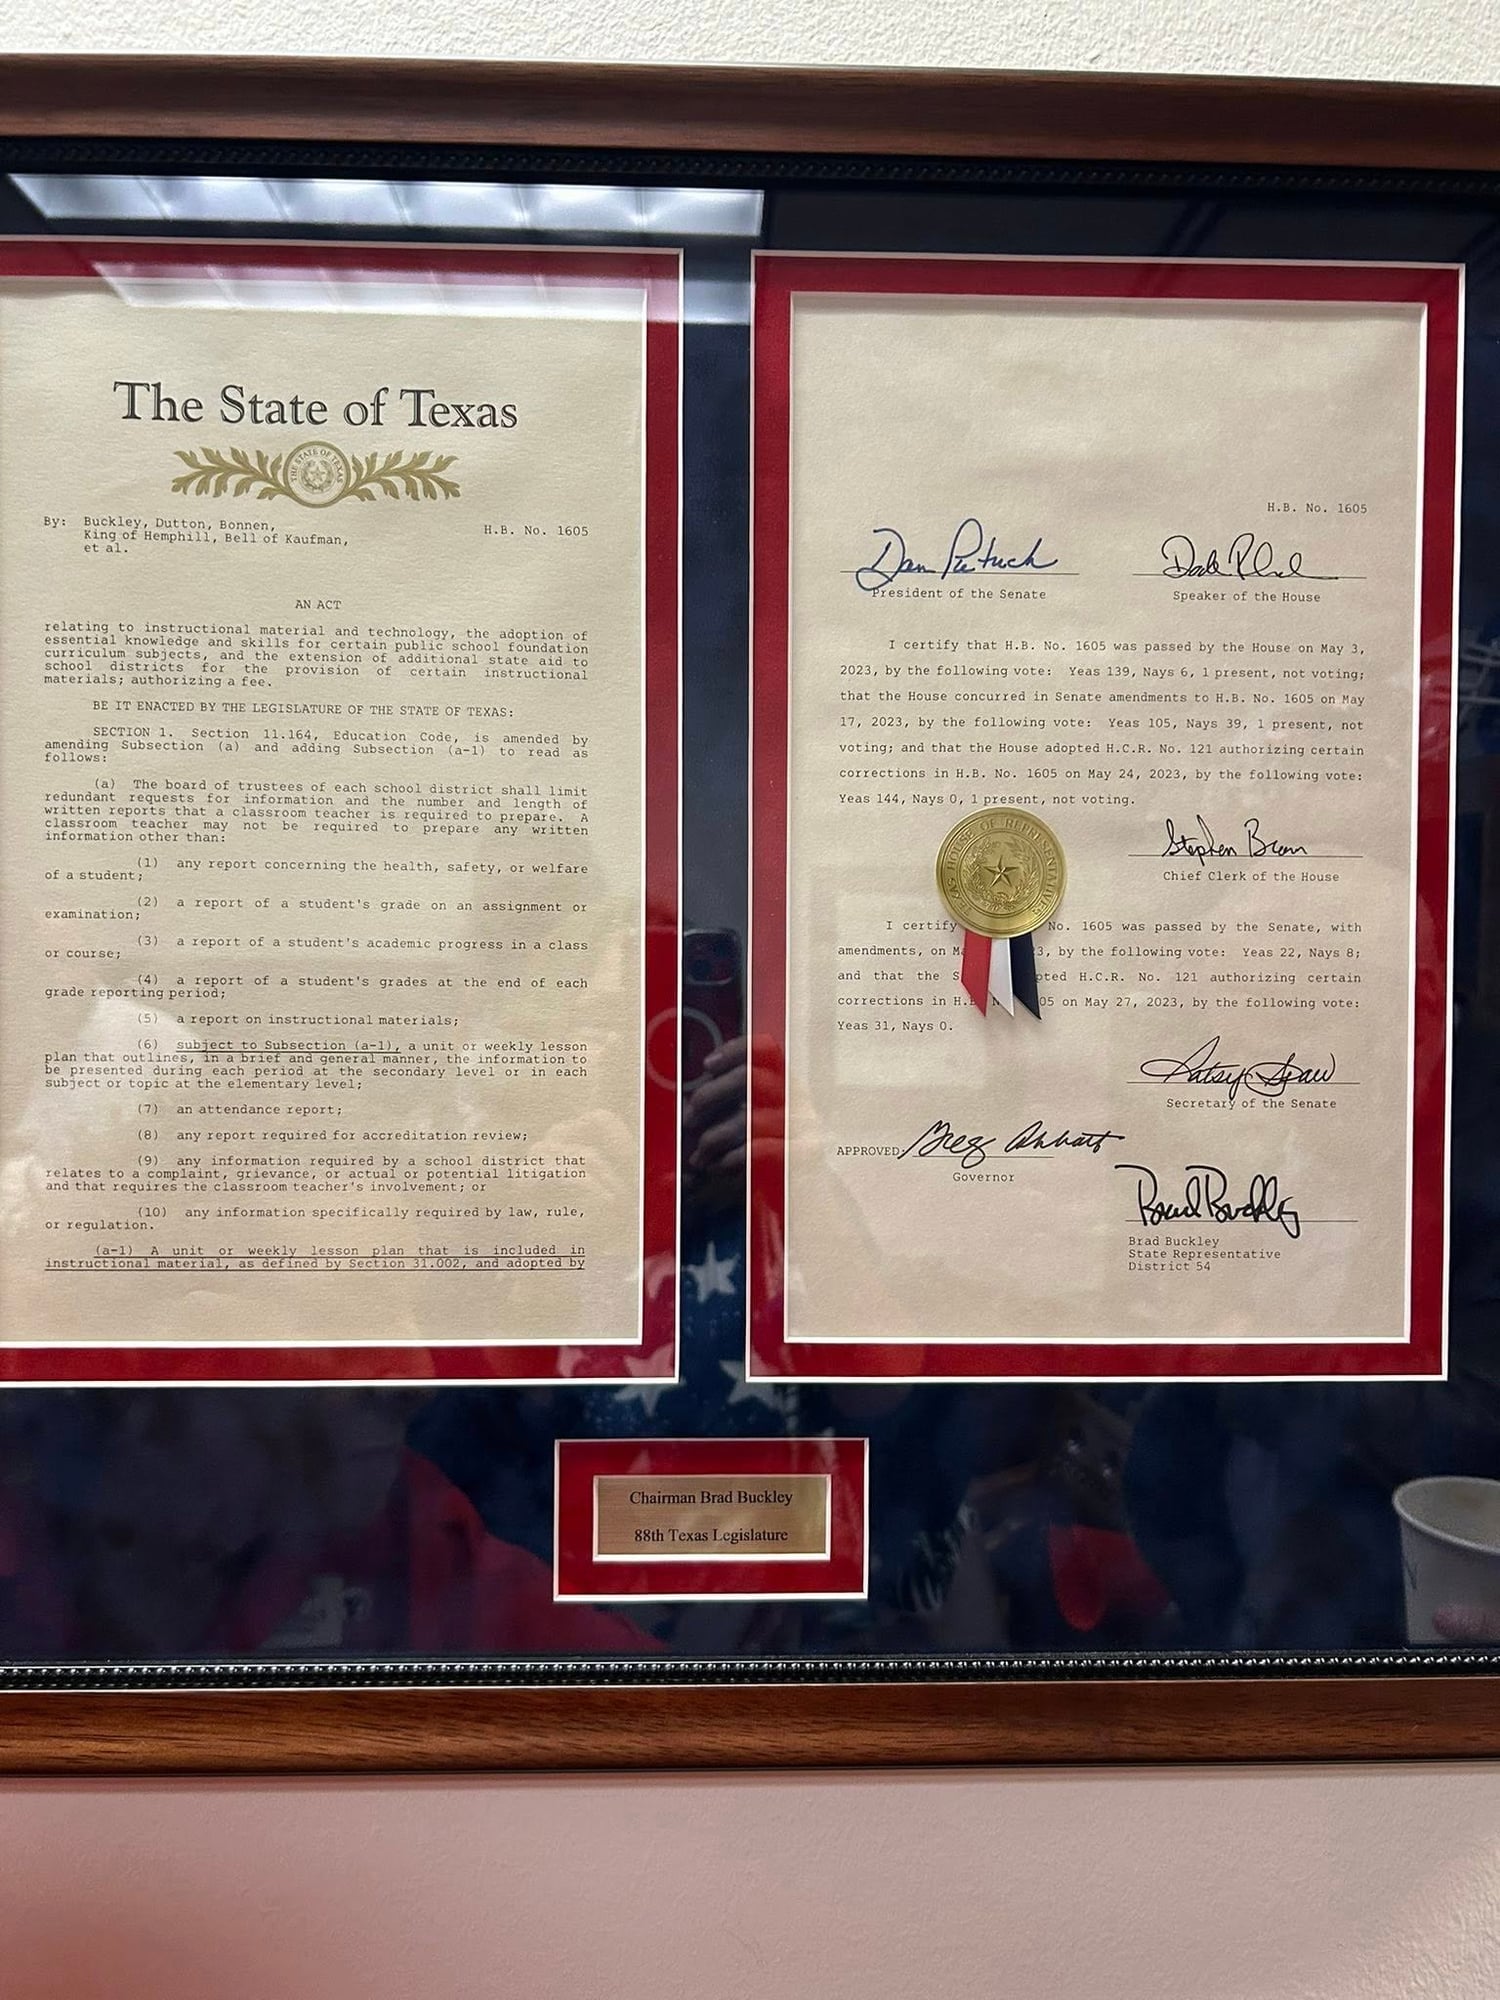 The State of Texas
THE STATE OF TEXAS
By: Buckley, Dutton, Bonnen,
King of Hemphill, Bell of Kaufman,
et al.
H.B. No. 1605
AN ACT
relating to instructional material and technology, the adoption of
essential knowledge and skills for certain public school foundation
curriculum subjects, and the extension of additional state aid to
school districts for the provision of certain instructional
materials; authorizing a fee.
BE IT ENACTED BY THE LEGISLATURE OF THE STATE OF TEXAS:
SECTION 1. Section 11.164, Education Code, is amended by
amending Subsection (a) and adding Subsection (a-1) to read as
follows:
(a) The board of trustees of each school district shall limit
redundant requests for information and the number and length of
written reports that a classroom teacher is required to prepare. A
classroom teacher may not be required to prepare any written
information other than:
(1) any report concerning the health, safety, or welfare
of a student;
(2) a report of a student's grade on an assignment or
examination;
(3) a report of a student's academic progress in a class
or course;
(4) a report of a student's grades at the end of each
grade reporting period;
(5) a report on instructional materials;
(6) subject to Subsection (a-1), a unit or weekly lesson
plan that outlines, in a brief and general manner, the information to
be presented during each period at the secondary level or in each
subject or topic at the elementary level;
(7) an attendance report;
(8) any report required for accreditation review;
(9) any information required by a school district that
relates to a complaint, grievance, or actual or potential litigation
and that requires the classroom teacher's involvement; or
(10) any information specifically required by law, rule,
or regulation.
(a-1) A unit or weekly lesson plan that is included in
instructional material, as defined by Section 31.002, and adopted by
H.B. No. 1605
Dan Patrick
President of the Senate
Dade Phelan
Speaker of the House
I certify that H.B. No. 1605 was passed by the House on May 3,
2023, by the following vote: Yeas 139, Nays 6, 1 present, not voting;
that the House concurred in Senate amendments to H.B. No. 1605 on May
17, 2023, by the following vote: Yeas 105, Nays 39, 1 present, not
voting; and that the House adopted H.C.R. No. 121 authorizing certain
corrections in H.B. No. 1605 on May 24, 2023, by the following vote:
Yeas 144, Nays 0, 1 present, not voting.
TEXAS HOUSE OF REPRESENTATIVES
Stephen Brown
Chief Clerk of the House
I certify No. 1605 was passed by the Senate, with
amendments, on 3, by the following vote: Yeas 22, Nays 8;
and that the S pted H.C.R. No. 121 authorizing certain
corrections in H. 05 on May 27, 2023, by the following vote:
Yeas 31, Nays 0.
Patsy Spaw
Secretary of the Senate
APPROVED: Greg Abbott
Governor
Brad Buckley
Brad Buckley
State Representative
District 54
Chairman Brad Buckley
88th Texas Legislature